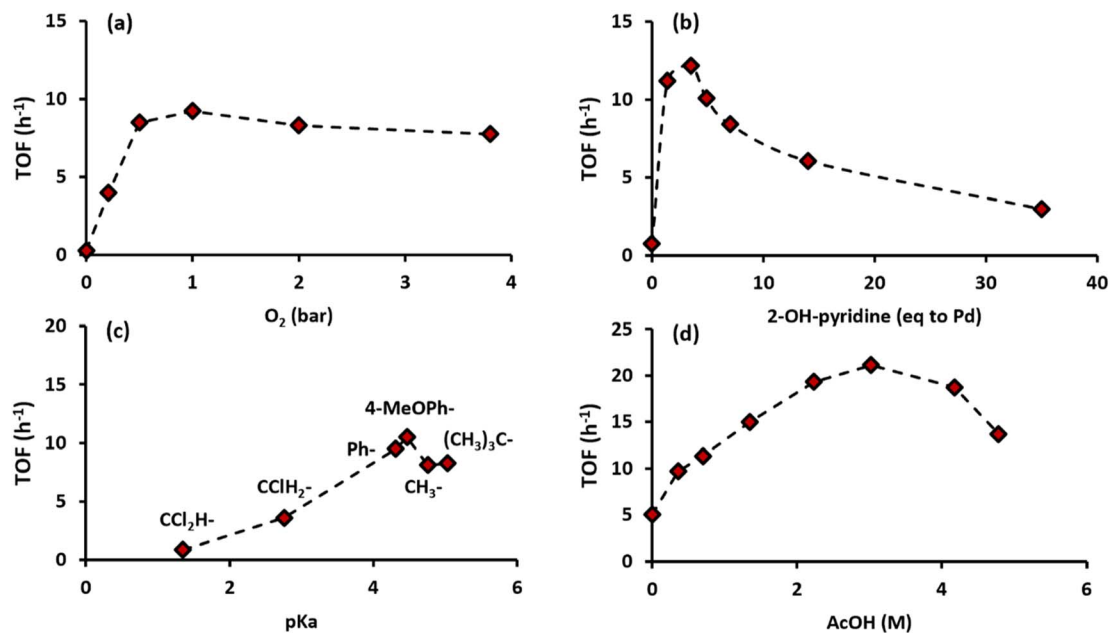 (a)
TOF (h-1)
15
10
5
0
0 1 2 3 4
O2 (bar)
(b)
TOF (h-1)
15
10
5
0
0 10 20 30 40
2-OH-pyridine (eq to Pd)
(c)
TOF (h-1)
20
15
10
5
0
4-MeOPh-
Ph-
(CH3)3C-
CH3-
CClH2-
CCl2H-
0 2 4 6
pKa
(d)
TOF (h-1)
25
20
15
10
5
0
0 2 4 6
AcOH (M)